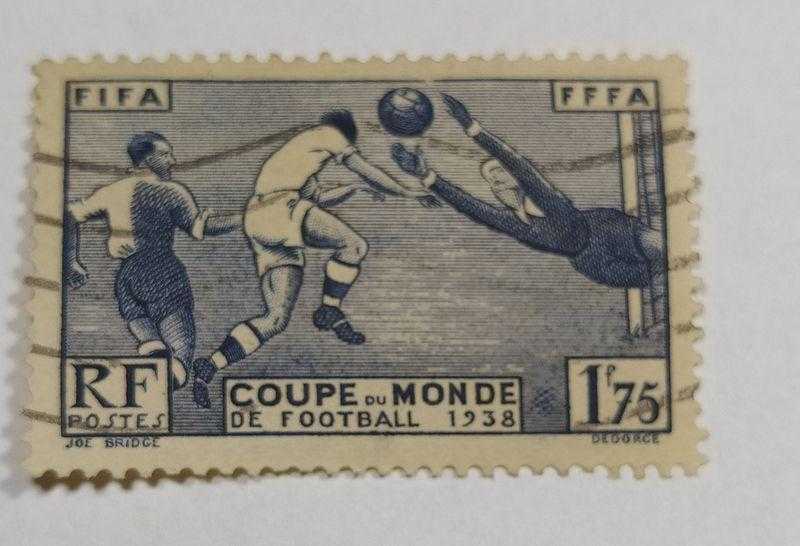 FIFA
FFFA
RF
POSTES
COUPE DU MONDE
DE FOOTBALL 1938
1F75
JOE BRIDGE
DEGORCE